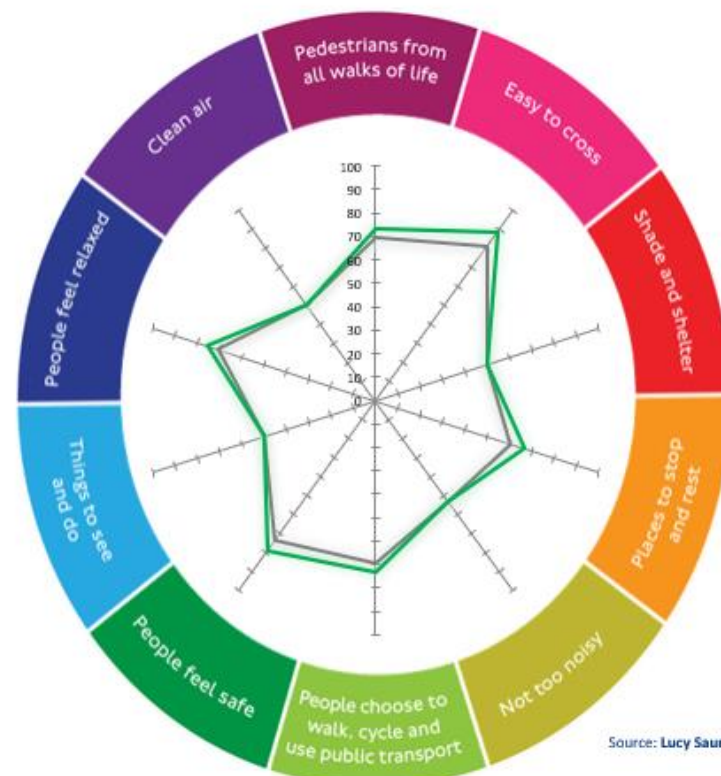 Pedestrians from
all walks of life
Easy to cross
Shade and shelter
Places to stop
and rest
Not too noisy
People choose to
walk, cycle and
use public transport
People feel safe
Things to see
and do
People feel relaxed
Clean air
100
90
80
70
60
50
40
30
20
10
0
Source: Lucy Saun